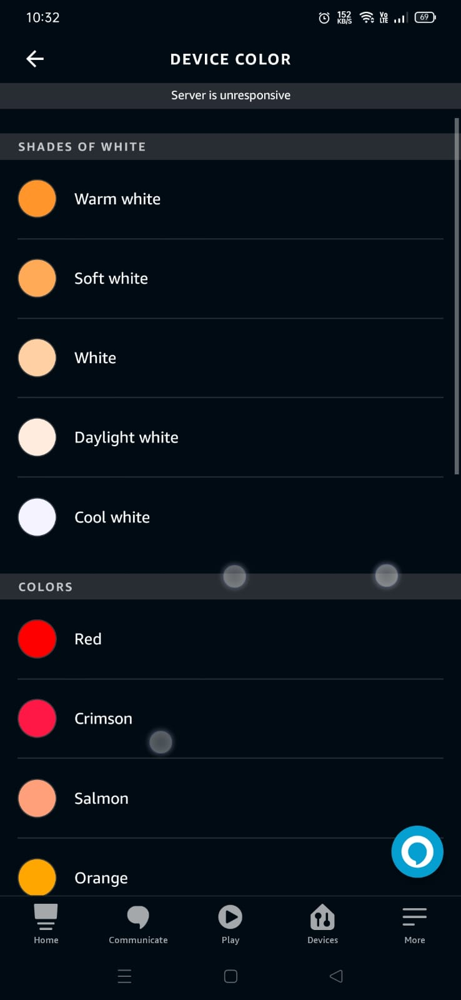 10:32
152
KB/S
Vo
LTE
69
DEVICE COLOR
Server is unresponsive
SHADES OF WHITE
Warm white
Soft white
White
Daylight white
Cool white
COLORS
Red
Crimson
Salmon
Orange
Home
Communicate
Play
Devices
More